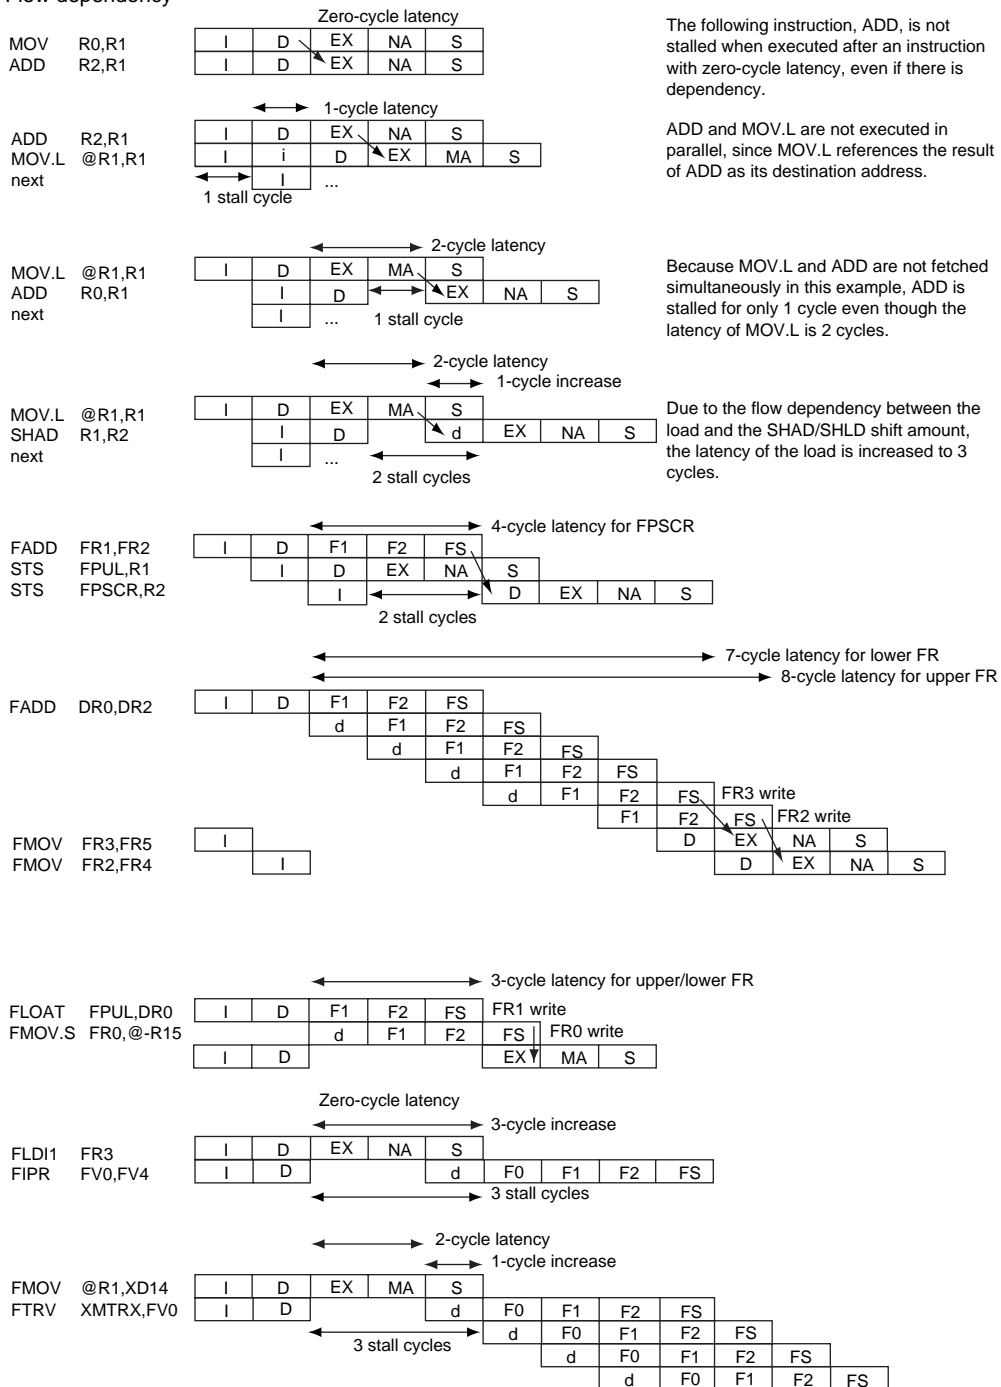 Flow dependency
Zero-cycle latency
MOV R0,R1 I D EX NA S
ADD R2,R1 I D EX NA S
The following instruction, ADD, is not
stalled when executed after an instruction
with zero-cycle latency, even if there is
dependency.
1-cycle latency
ADD R2,R1 I D EX NA S
MOV.L @R1,R1 I i D EX MA S
next I ...
1 stall cycle
ADD and MOV.L are not executed in
parallel, since MOV.L references the result
of ADD as its destination address.
2-cycle latency
MOV.L @R1,R1 I D EX MA S
ADD R0,R1 I D EX NA S
next I ... 1 stall cycle
Because MOV.L and ADD are not fetched
simultaneously in this example, ADD is
stalled for only 1 cycle even though the
latency of MOV.L is 2 cycles.
2-cycle latency
1-cycle increase
MOV.L @R1,R1 I D EX MA S
SHAD R1,R2 I D d EX NA S
next I ...
2 stall cycles
Due to the flow dependency between the
load and the SHAD/SHLD shift amount,
the latency of the load is increased to 3
cycles.
4-cycle latency for FPSCR
FADD FR1,FR2 I D F1 F2 FS
STS FPUL,R1 I D EX NA S
STS FPSCR,R2 I D EX NA S
2 stall cycles
7-cycle latency for lower FR
8-cycle latency for upper FR
FADD DR0,DR2 I D F1 F2 FS
d F1 F2 FS
d F1 F2 FS
d F1 F2 FS
d F1 F2 FS FR3 write
F1 F2 FS FR2 write
FMOV FR3,FR5 I D EX NA S
FMOV FR2,FR4 I D EX NA S
3-cycle latency for upper/lower FR
FLOAT FPUL,DR0 I D F1 F2 FS FR1 write
FMOV.S FR0,@-R15 d F1 F2 FS FR0 write
I D EX MA S
Zero-cycle latency
3-cycle increase
FLDI1 FR3 I D EX NA S
FIPR FV0,FV4 I D d F0 F1 F2 FS
3 stall cycles
2-cycle latency
1-cycle increase
FMOV @R1,XD14 I D EX MA S
FTRV XMTRX,FV0 I D d F0 F1 F2 FS
3 stall cycles d F0 F1 F2 FS
d F0 F1 F2 FS
d F0 F1 F2 FS